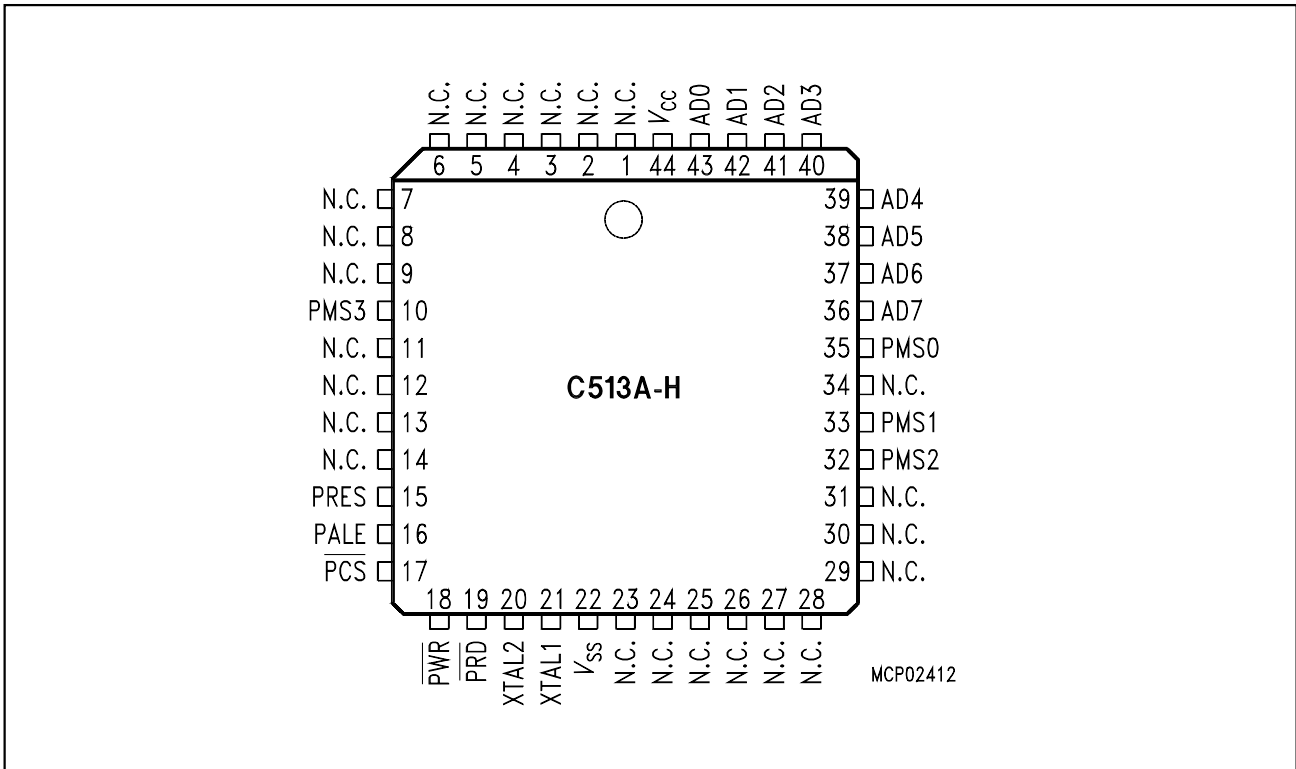 N.C. N.C. N.C. N.C. N.C. N.C. VCC AD0 AD1 AD2 AD3
6 5 4 3 2 1 44 43 42 41 40
N.C. 7 39 AD4
N.C. 8 38 AD5
N.C. 9 37 AD6
PMS3 10 36 AD7
N.C. 11 35 PMS0
N.C. 12 C513A-H 34 N.C.
N.C. 13 33 PMS1
N.C. 14 32 PMS2
PRES 15 31 N.C.
PALE 16 30 N.C.
PCS 17 29 N.C.
18 19 20 21 22 23 24 25 26 27 28
PWR PRD XTAL2 XTAL1 VSS N.C. N.C. N.C. N.C. N.C. N.C.
MCP02412